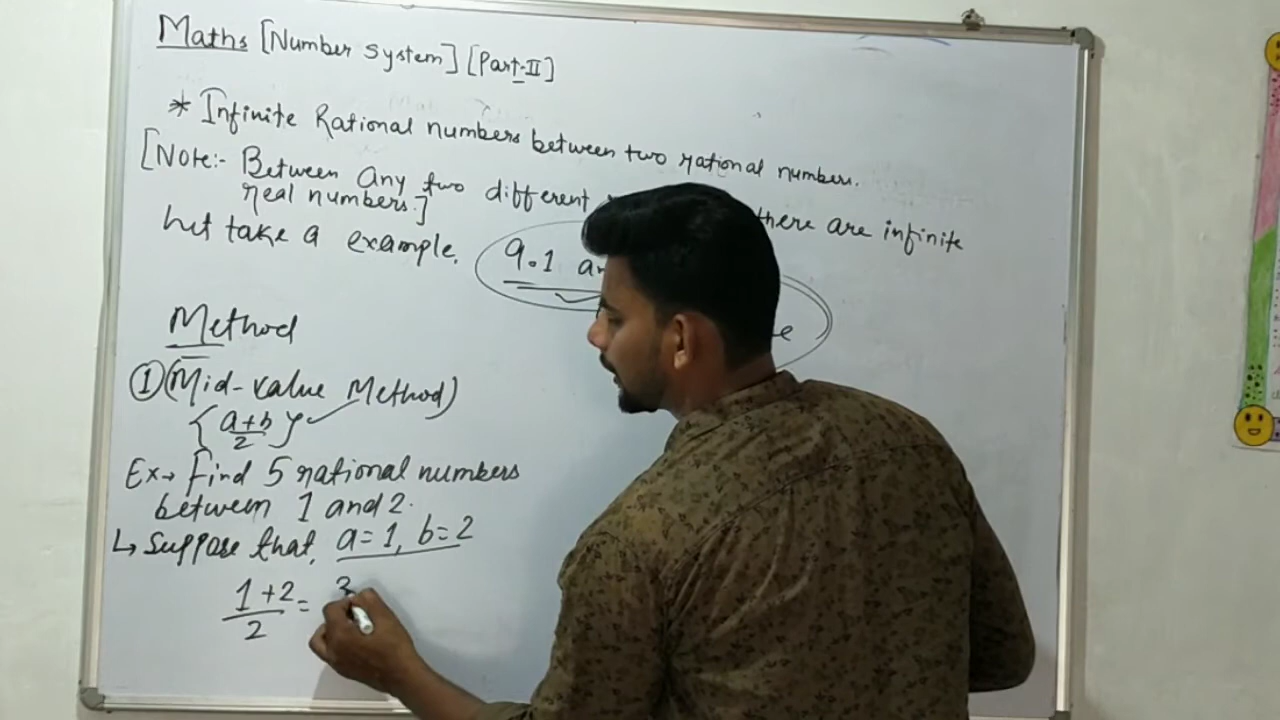 Maths [Number System] [Part-II]
* Infinite Rational numbers between two rational numbers.
[Note:- Between any two different there are infinite
real numbers.]
Let take a example. 9.1
Method
① (Mid-value Method)
{a+b/2}
Ex→ Find 5 rational numbers
between 1 and 2.
↳ Suppose that, a=1, b=2
1+2/2 = 3